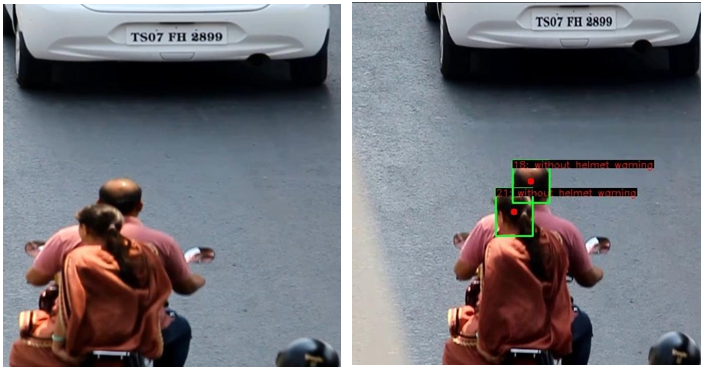 TS07 FH 2899
TS07 FH 2899
18: without helmet warning
21: without helmet warning